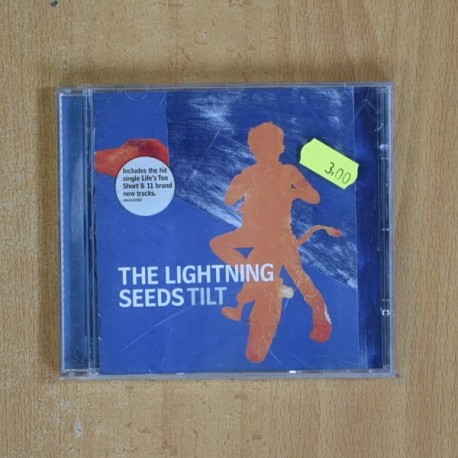 Includes the hit
single Life's Too
Short & 11 brand
new tracks.
3.00
THE LIGHTNING
SEEDS TILT